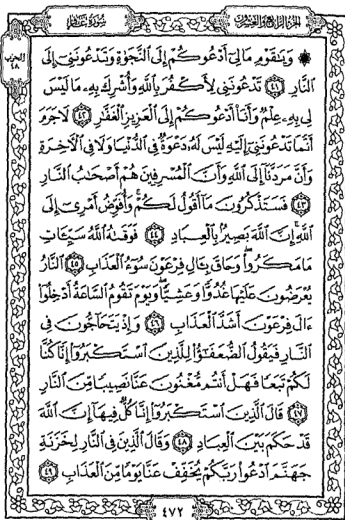 الجزء الرابع والعشرون
سورة غافر
الحزب
٤٨
۞ وَيَٰقَوْمِ مَا لِىٓ أَدْعُوكُمْ إِلَى ٱلنَّجَوٰةِ وَتَدْعُونَنِىٓ إِلَى
ٱلنَّارِ ٤١ تَدْعُونَنِى لِأَكْفُرَ بِٱللَّهِ وَأُشْرِكَ بِهِۦ مَا لَيْسَ
لِى بِهِۦ عِلْمٌ وَأَنَا۠ أَدْعُوكُمْ إِلَى ٱلْعَزِيزِ ٱلْغَفَّٰرِ ٤٢ لَا جَرَمَ
أَنَّمَا تَدْعُونَنِىٓ إِلَيْهِ لَيْسَ لَهُۥ دَعْوَةٌ فِى ٱلدُّنْيَا وَلَا فِى ٱلْءَاخِرَةِ
وَأَنَّ مَرَدَّنَآ إِلَى ٱللَّهِ وَأَنَّ ٱلْمُسْرِفِينَ هُمْ أَصْحَٰبُ ٱلنَّارِ
٤٣ فَسَتَذْكُرُونَ مَآ أَقُولُ لَكُمْ وَأُفَوِّضُ أَمْرِىٓ إِلَى
ٱللَّهِ إِنَّ ٱللَّهَ بَصِيرٌۢ بِٱلْعِبَادِ ٤٤ فَوَقَىٰهُ ٱللَّهُ سَيِّـَٔاتِ
مَا مَكَرُوا۟ وَحَاقَ بِـَٔالِ فِرْعَوْنَ سُوٓءُ ٱلْعَذَابِ ٤٥ ٱلنَّارُ
يُعْرَضُونَ عَلَيْهَا غُدُوًّا وَعَشِيًّا وَيَوْمَ تَقُومُ ٱلسَّاعَةُ أَدْخِلُوٓا۟
ءَالَ فِرْعَوْنَ أَشَدَّ ٱلْعَذَابِ ٤٦ وَإِذْ يَتَحَآجُّونَ فِى
ٱلنَّارِ فَيَقُولُ ٱلضُّعَفَٰٓؤُا۟ لِلَّذِينَ ٱسْتَكْبَرُوٓا۟ إِنَّا كُنَّا
لَكُمْ تَبَعًا فَهَلْ أَنتُم مُّغْنُونَ عَنَّا نَصِيبًا مِّنَ ٱلنَّارِ
٤٧ قَالَ ٱلَّذِينَ ٱسْتَكْبَرُوٓا۟ إِنَّا كُلٌّ فِيهَآ إِنَّ ٱللَّهَ
قَدْ حَكَمَ بَيْنَ ٱلْعِبَادِ ٤٨ وَقَالَ ٱلَّذِينَ فِى ٱلنَّارِ لِخَزَنَةِ
جَهَنَّمَ ٱدْعُوا۟ رَبَّكُمْ يُخَفِّفْ عَنَّا يَوْمًا مِّنَ ٱلْعَذَابِ ٤٩
٤٧٢